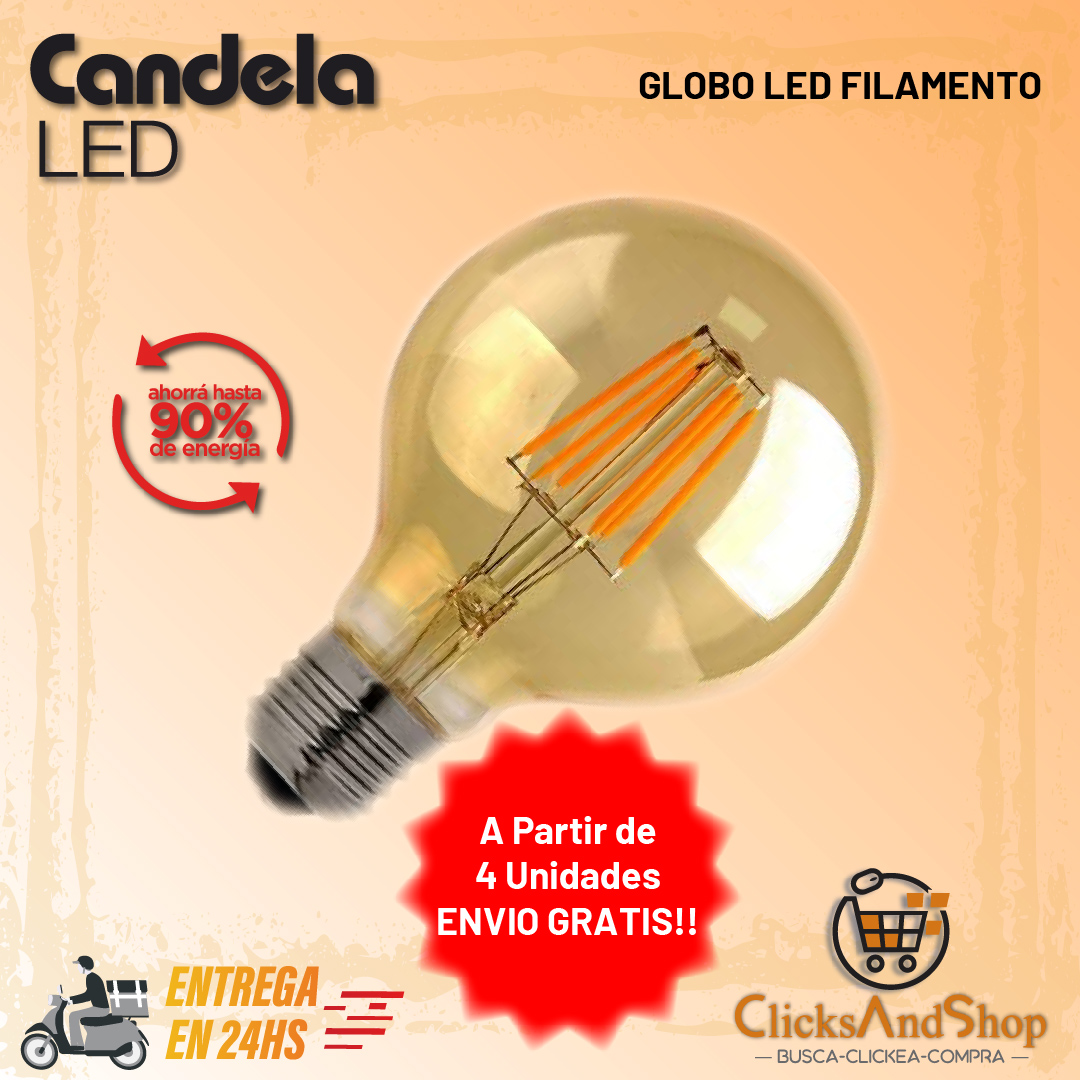 Candela
LED
GLOBO LED FILAMENTO
ahorrá hasta
90%
de energía
A Partir de
4 Unidades
ENVIO GRATIS!!
ENTREGA
EN 24HS
ClicksAndShop
BUSCA-CLICKEA-COMPRA